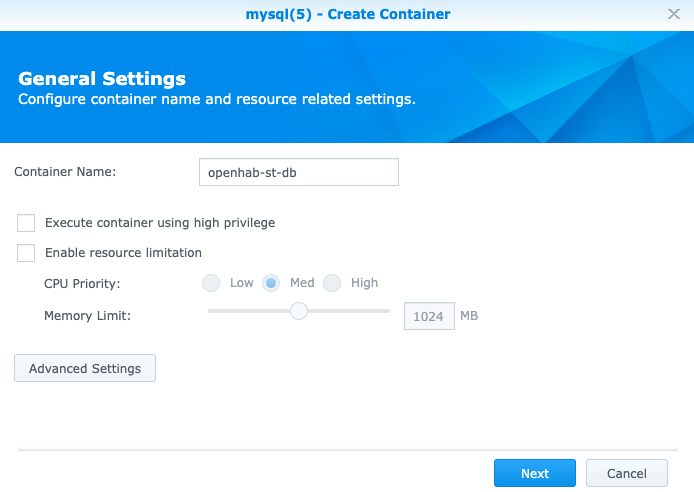 mysql(5) - Create Container
General Settings
Configure container name and resource related settings.
Container Name: openhab-st-db
Execute container using high privilege
Enable resource limitation
CPU Priority: Low Med High
Memory Limit: 1024 MB
Advanced Settings
Next Cancel